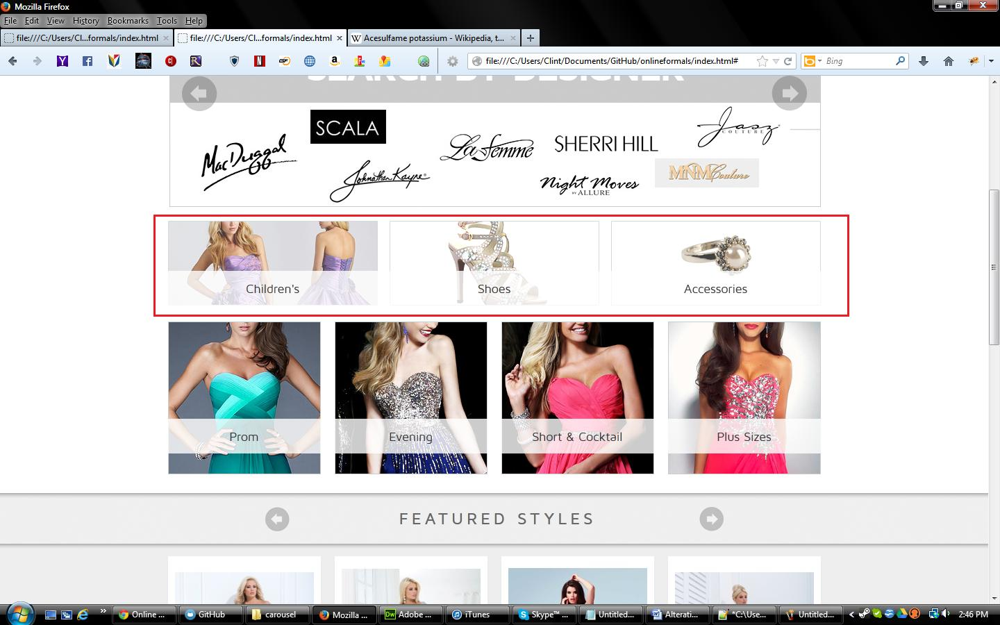 Mozilla Firefox
File Edit View History Bookmarks Tools Help
file:///C:/Users/Cl...formals/index.html
file:///C:/Users/Cl...formals/index.html
W Acesulfame potassium - Wikipedia, t...
file:///C:/Users/Clint/Documents/GitHub/onlineformals/index.html#
Bing
SEARCH BY DESIGNER
MacDuggal
SCALA
Johnathan Kayne
La Femme
SHERRI HILL
Night Moves
BY ALLURE
Jasz
COUTURE
MNM Couture
Children's
Shoes
Accessories
Prom
Evening
Short & Cocktail
Plus Sizes
FEATURED STYLES
Online ...
GitHub
carousel
Mozilla ...
Dw Adobe ...
iTunes
Skype™ ...
Untitled...
Alterati...
*C:\Use...
Untitled...
2:46 PM